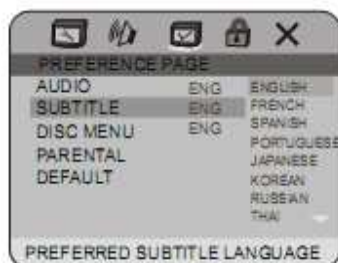 PREFERENCE PAGE
AUDIO ENG ENGLISH
SUBTITLE ENG FRENCH
DISC MENU ENG SPANISH
PARENTAL PORTUGUESE
DEFAULT JAPANESE
KOREAN
RUSSIAN
THAI
PREFERRED SUBTITLE LANGUAGE